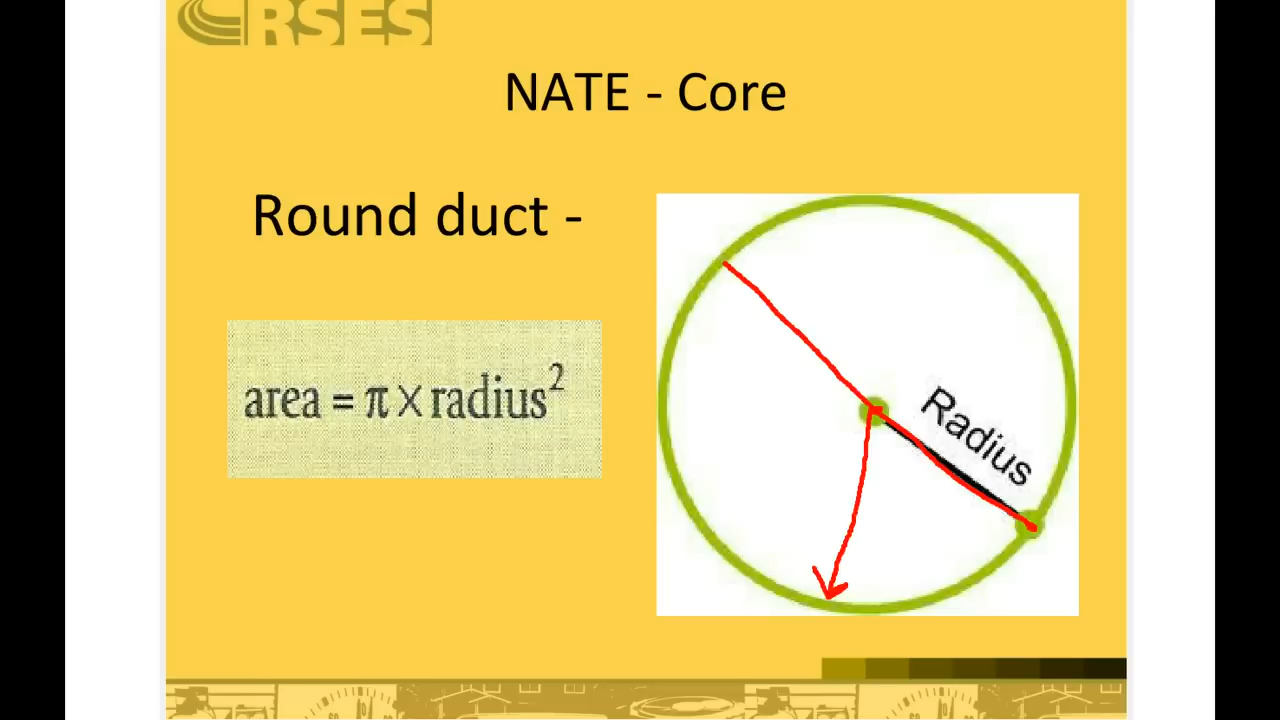 RSES
NATE - Core
Round duct -
area = π × radius²
Radius